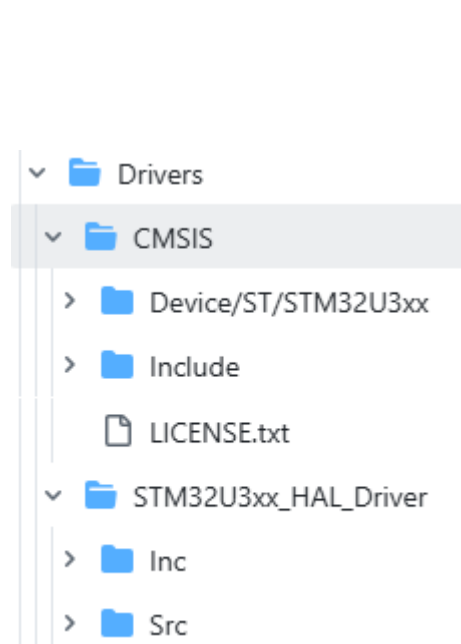 Drivers
CMSIS
Device/ST/STM32U3xx
Include
LICENSE.txt
STM32U3xx_HAL_Driver
Inc
Src